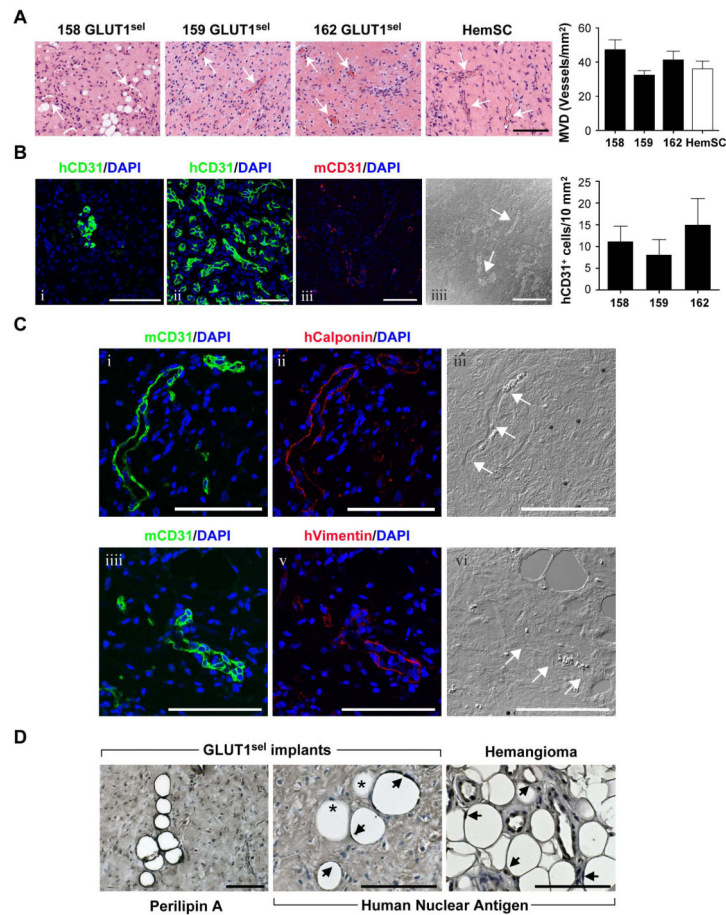 A
158 GLUT1sel
159 GLUT1sel
162 GLUT1sel
HemSC
MVD (Vessels/mm²)
60
40
20
0
158
159
162
HemSC
B
hCD31/DAPI
hCD31/DAPI
mCD31/DAPI
i
ii
iii
iiii
hCD31⁺ cells/10 mm²
25
20
15
10
5
0
158
159
162
C
mCD31/DAPI
hCalponin/DAPI
i
ii
iii
mCD31/DAPI
hVimentin/DAPI
iiii
v
vi
D
GLUT1sel implants
Hemangioma
*
*
Perilipin A
Human Nuclear Antigen